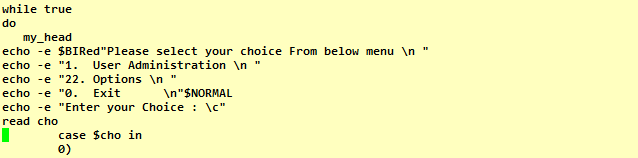 while true
do
   my_head
echo -e $BIRed"Please select your choice From below menu \n "
echo -e "1.  User Administration \n "
echo -e "22. Options \n "
echo -e "0.  Exit      \n"$NORMAL
echo -e "Enter your Choice : \c"
read cho
        case $cho in
        0)